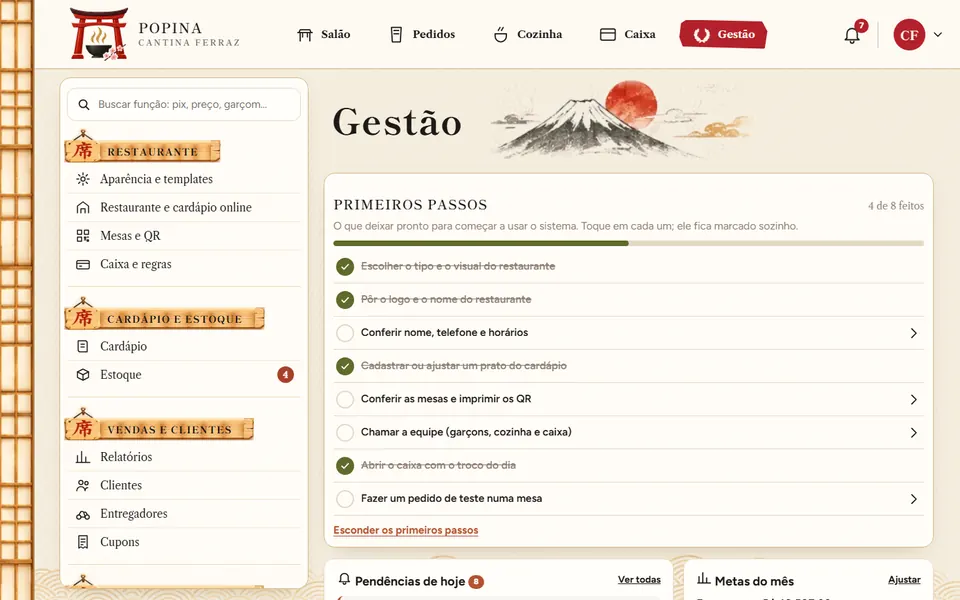 POPINA
CANTINA FERRAZ
Salão
Pedidos
Cozinha
Caixa
Gestão
7
CF
Buscar função: pix, preço, garçom...
席 RESTAURANTE
Aparência e templates
Restaurante e cardápio online
Mesas e QR
Caixa e regras
席 CARDÁPIO E ESTOQUE
Cardápio
Estoque
4
席 VENDAS E CLIENTES
Relatórios
Clientes
Entregadores
Cupons
Gestão
PRIMEIROS PASSOS
4 de 8 feitos
O que deixar pronto para começar a usar o sistema. Toque em cada um; ele fica marcado sozinho.
Escolher o tipo e o visual do restaurante
Pôr o logo e o nome do restaurante
Conferir nome, telefone e horários
Cadastrar ou ajustar um prato do cardápio
Conferir as mesas e imprimir os QR
Chamar a equipe (garçons, cozinha e caixa)
Abrir o caixa com o troco do dia
Fazer um pedido de teste numa mesa
Esconder os primeiros passos
Pendências de hoje 8
Ver todas
Metas do mês
Ajustar